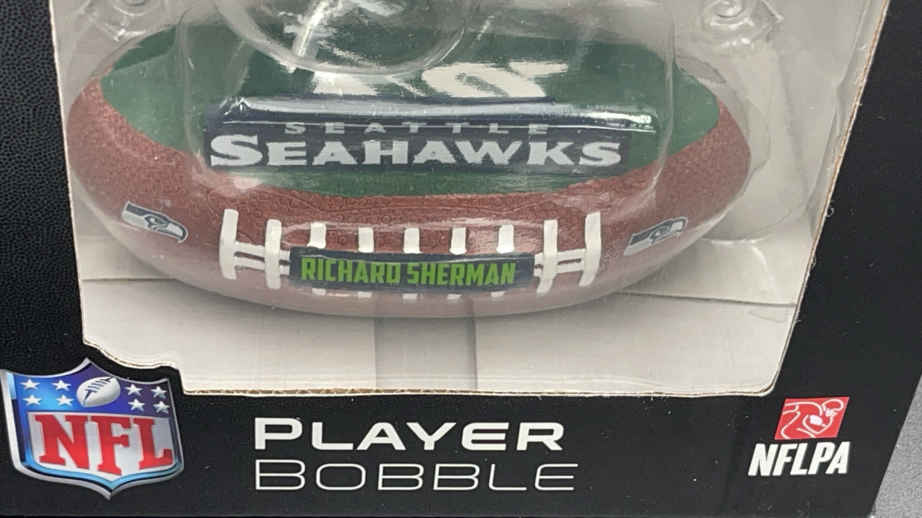 SEATTLE
SEAHAWKS
RICHARD SHERMAN
NFL
PLAYER
BOBBLE
NFLPA